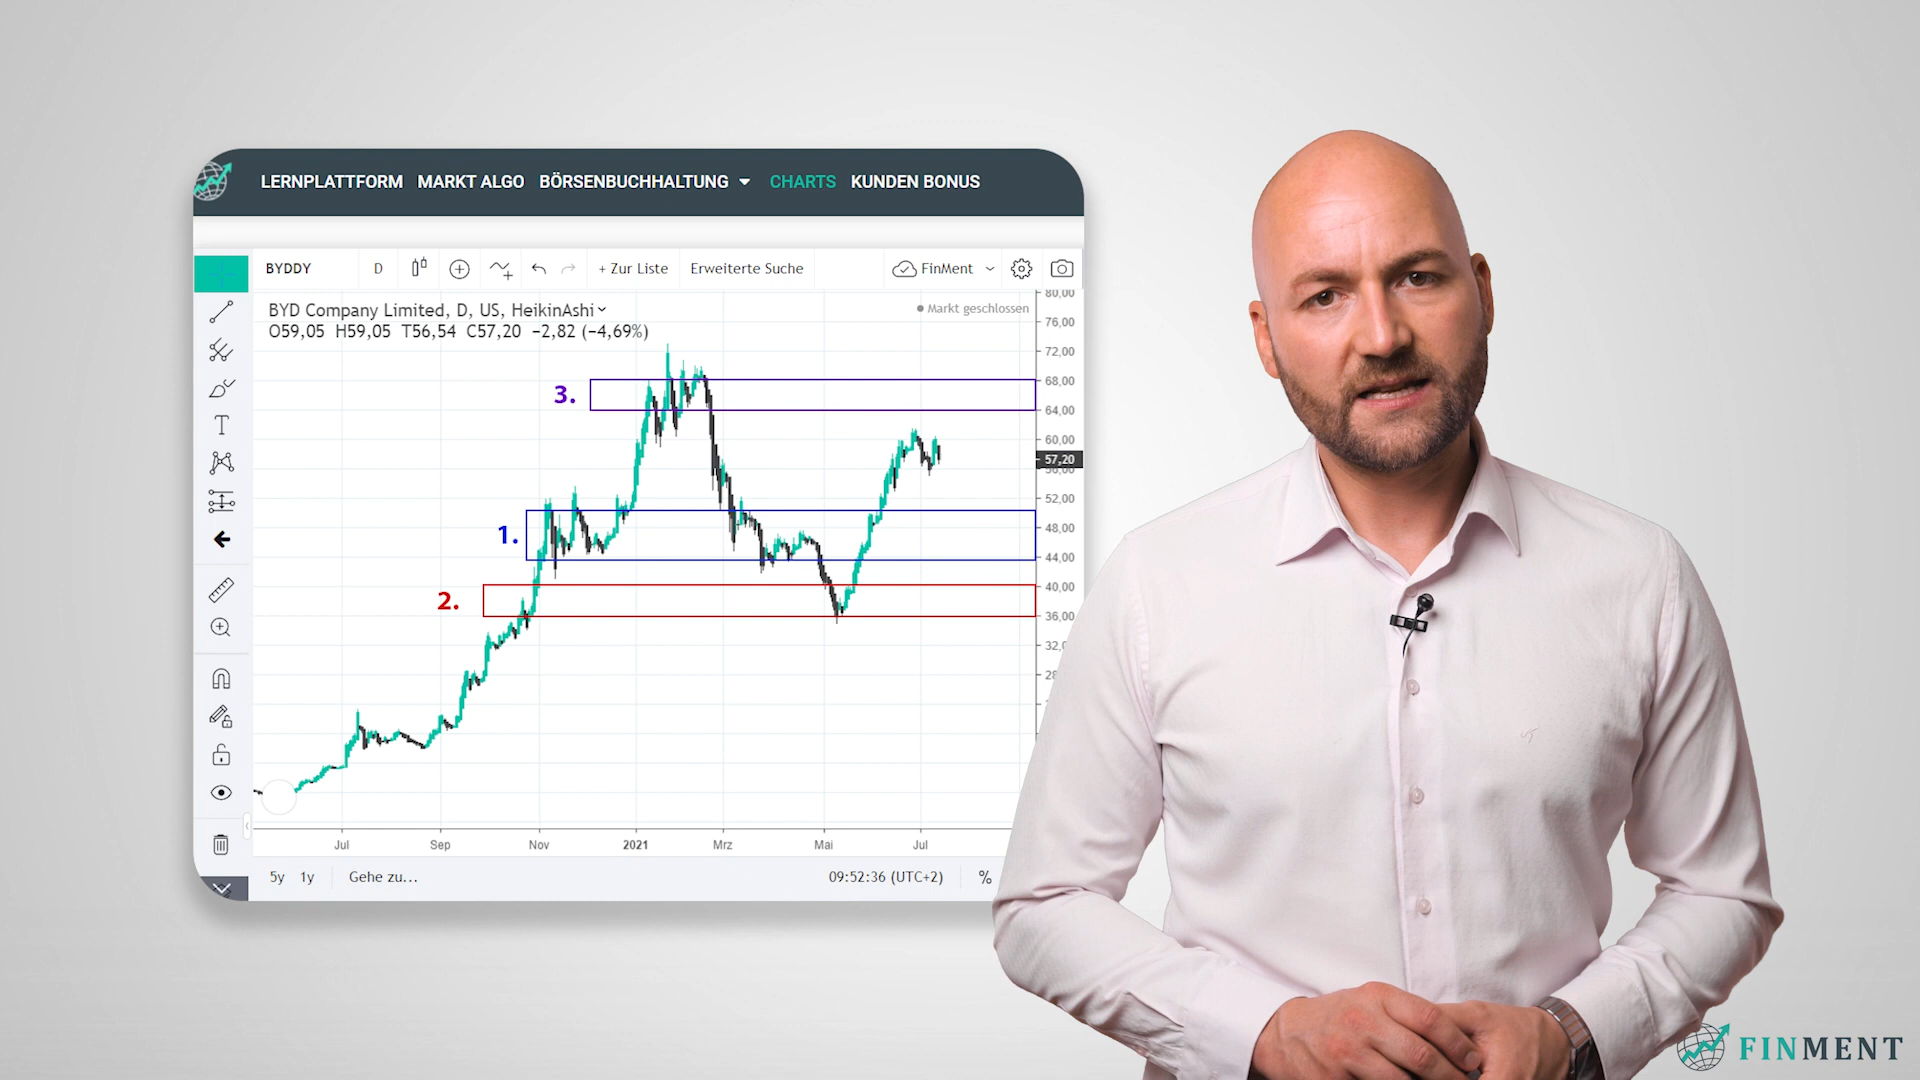 LERNPLATTFORM MARKT ALGO BÖRSENBUCHHALTUNG CHARTS KUNDEN BONUS
BYDDY D + Zur Liste Erweiterte Suche FinMent
BYD Company Limited, D, US, HeikinAshi
Markt geschlossen
O59,05 H59,05 T56,54 C57,20 −2,82 (−4,69%)
80,00
76,00
72,00
68,00
3.
64,00
60,00
57,20
56,00
52,00
1.
48,00
44,00
40,00
2.
36,00
32,
28
Jul Sep Nov 2021 Mrz Mai Jul
5y 1y Gehe zu... 09:52:36 (UTC+2) %
FINMENT